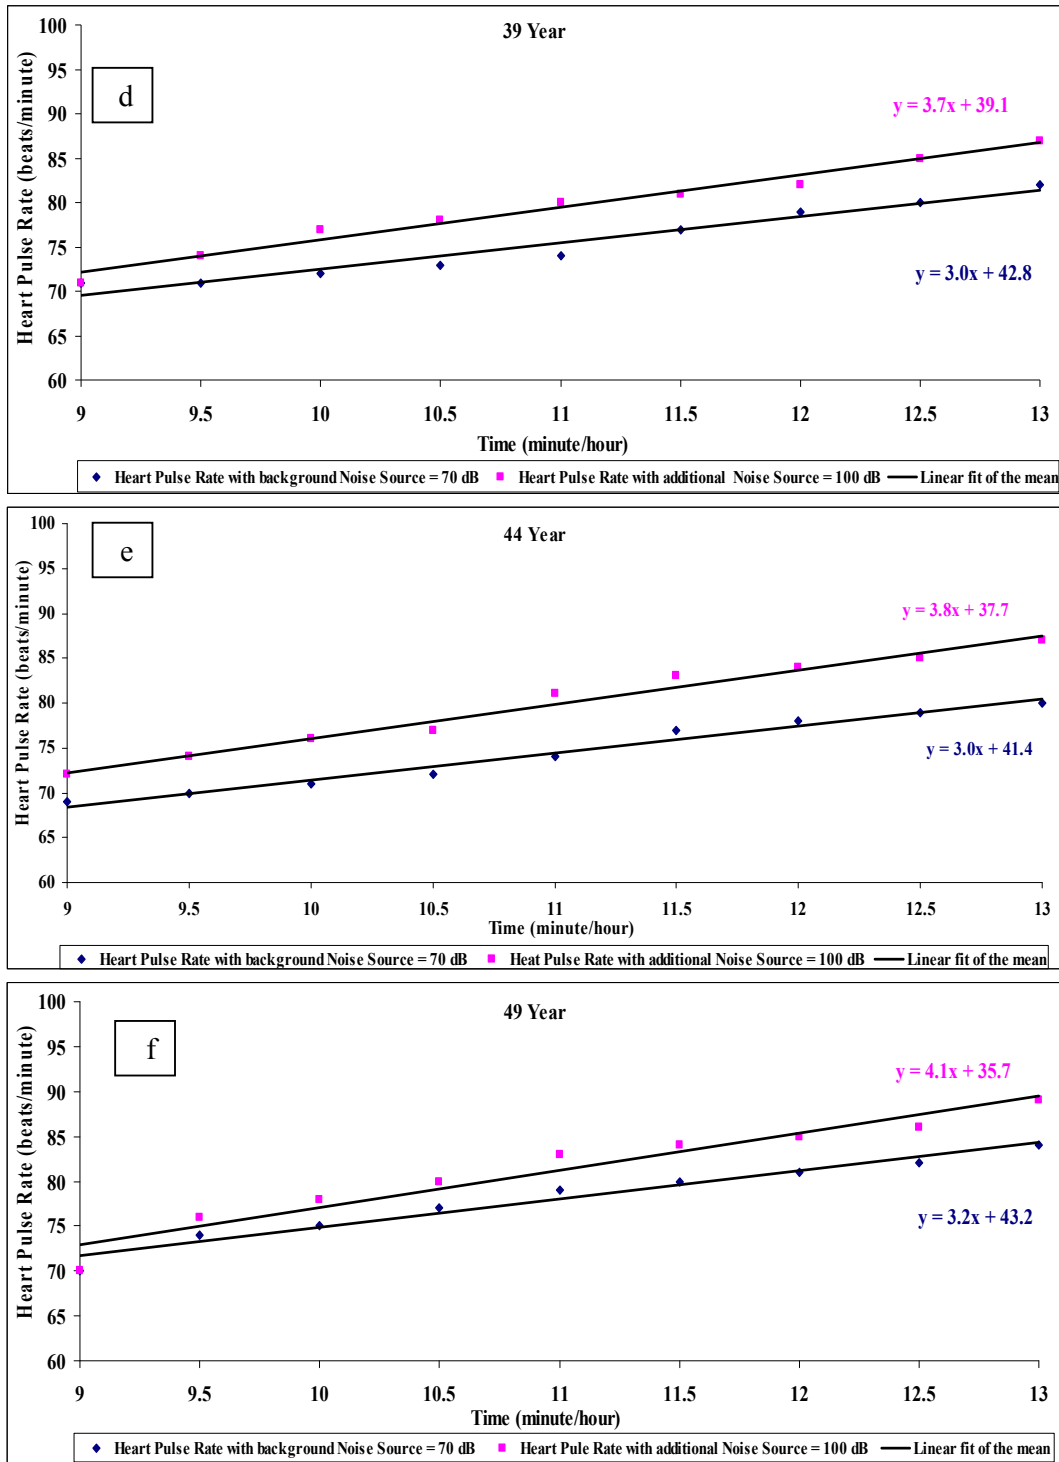 39 Year
d
Heart Pulse Rate (beats/minute)
100
95
90
85
80
75
70
65
60
y = 3.7x + 39.1
y = 3.0x + 42.8
9 9.5 10 10.5 11 11.5 12 12.5 13
Time (minute/hour)
Heart Pulse Rate with background Noise Source = 70 dB Heart Pulse Rate with additional Noise Source = 100 dB Linear fit of the mean
44 Year
e
Heart Pulse Rate (beats/minute)
100
95
90
85
80
75
70
65
60
y = 3.8x + 37.7
y = 3.0x + 41.4
9 9.5 10 10.5 11 11.5 12 12.5 13
Time (minute/hour)
Heart Pulse Rate with background Noise Source = 70 dB Heat Pulse Rate with additional Noise Source = 100 dB Linear fit of the mean
49 Year
f
Heart Pulse Rate (beats/minute)
100
95
90
85
80
75
70
65
60
y = 4.1x + 35.7
y = 3.2x + 43.2
9 9.5 10 10.5 11 11.5 12 12.5 13
Time (minute/hour)
Heart Pulse Rate with background Noise Source = 70 dB Heart Pule Rate with additional Noise Source = 100 dB Linear fit of the mean